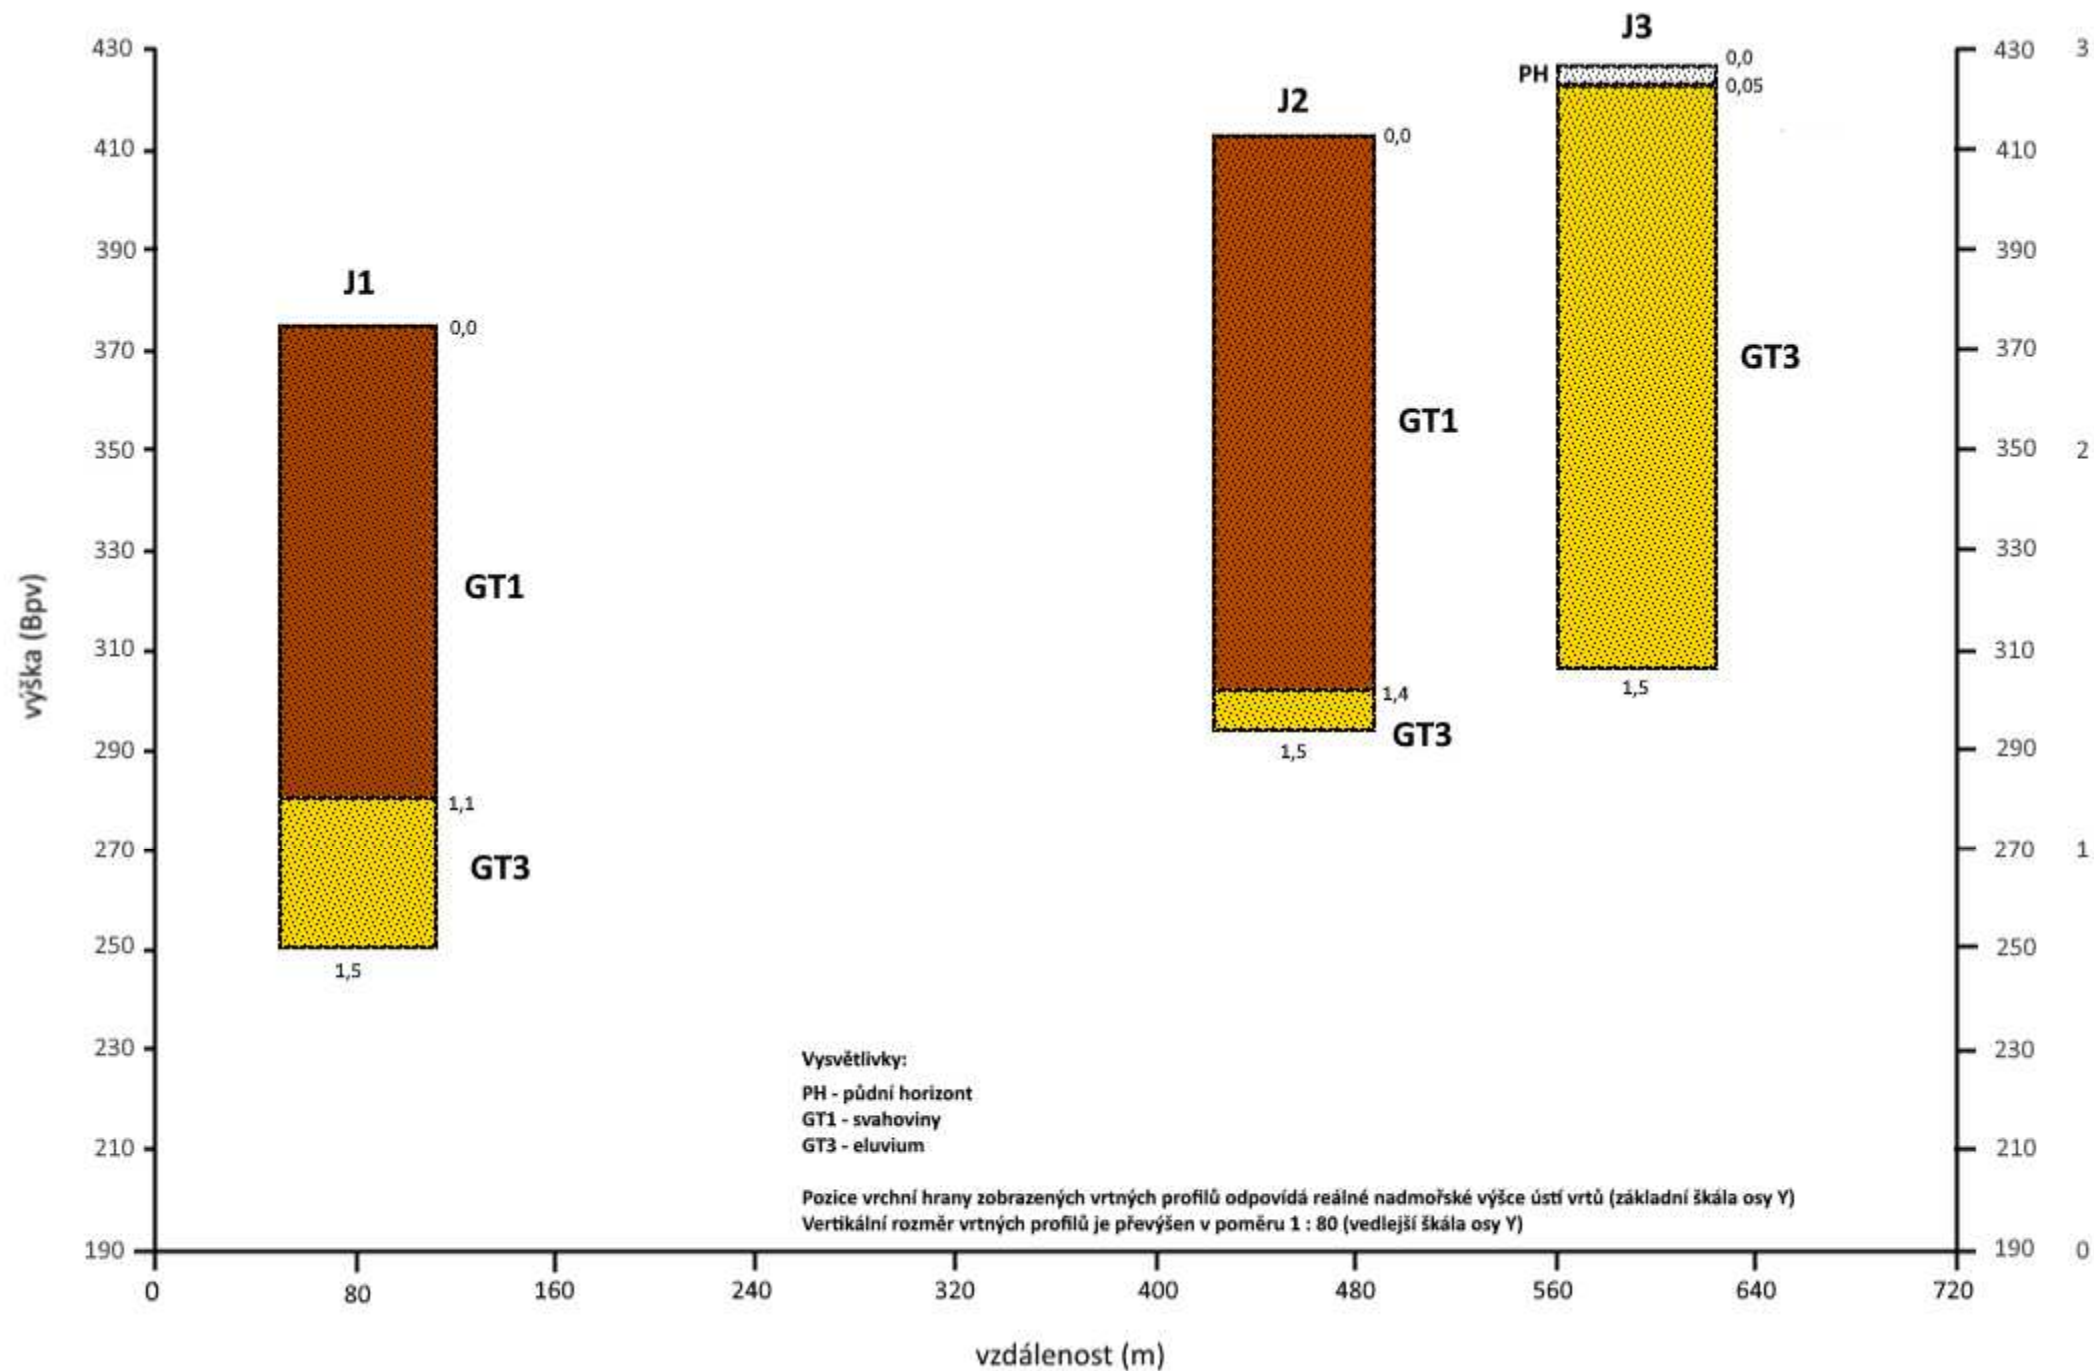 J3
430
430
3
0,0
PH
0,05
J2
0,0
410
410
390
390
J1
0,0
370
370
GT3
GT1
350
350
2
330
330
GT1
výška (Bpv)
310
310
1,4
1,5
GT3
290
290
1,5
1,1
270
GT3
270
1
250
250
1,5
230
230
Vysvětlivky:
PH - půdní horizont
GT1 - svahoviny
GT3 - eluvium
210
210
Pozice vrchní hrany zobrazených vrtných profilů odpovídá reálné nadmořské výšce ústí vrtů (základní škála osy Y)
Vertikální rozměr vrtných profilů je převýšen v poměru 1 : 80 (vedlejší škála osy Y)
190
190
0
0
80
160
240
320
400
480
560
640
720
vzdálenost (m)